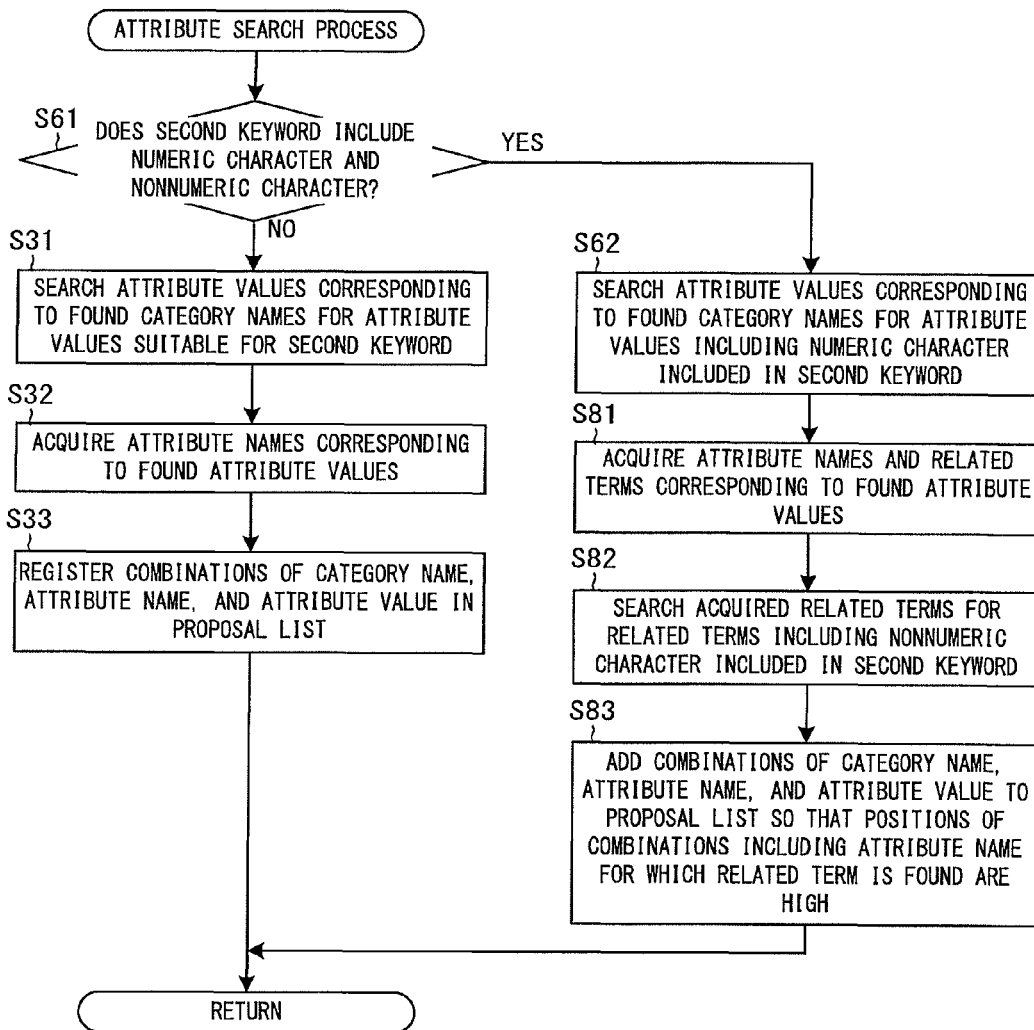 ATTRIBUTE SEARCH PROCESS
S61
DOES SECOND KEYWORD INCLUDE
NUMERIC CHARACTER AND
NONNUMERIC CHARACTER?
YES
NO
S31
SEARCH ATTRIBUTE VALUES CORRESPONDING
TO FOUND CATEGORY NAMES FOR ATTRIBUTE
VALUES SUITABLE FOR SECOND KEYWORD
S32
ACQUIRE ATTRIBUTE NAMES CORRESPONDING
TO FOUND ATTRIBUTE VALUES
S33
REGISTER COMBINATIONS OF CATEGORY NAME,
ATTRIBUTE NAME, AND ATTRIBUTE VALUE IN
PROPOSAL LIST
S62
SEARCH ATTRIBUTE VALUES CORRESPONDING
TO FOUND CATEGORY NAMES FOR ATTRIBUTE
VALUES INCLUDING NUMERIC CHARACTER
INCLUDED IN SECOND KEYWORD
S81
ACQUIRE ATTRIBUTE NAMES AND RELATED
TERMS CORRESPONDING TO FOUND ATTRIBUTE
VALUES
S82
SEARCH ACQUIRED RELATED TERMS FOR
RELATED TERMS INCLUDING NONNUMERIC
CHARACTER INCLUDED IN SECOND KEYWORD
S83
ADD COMBINATIONS OF CATEGORY NAME,
ATTRIBUTE NAME, AND ATTRIBUTE VALUE TO
PROPOSAL LIST SO THAT POSITIONS OF
COMBINATIONS INCLUDING ATTRIBUTE NAME
FOR WHICH RELATED TERM IS FOUND ARE
HIGH
RETURN